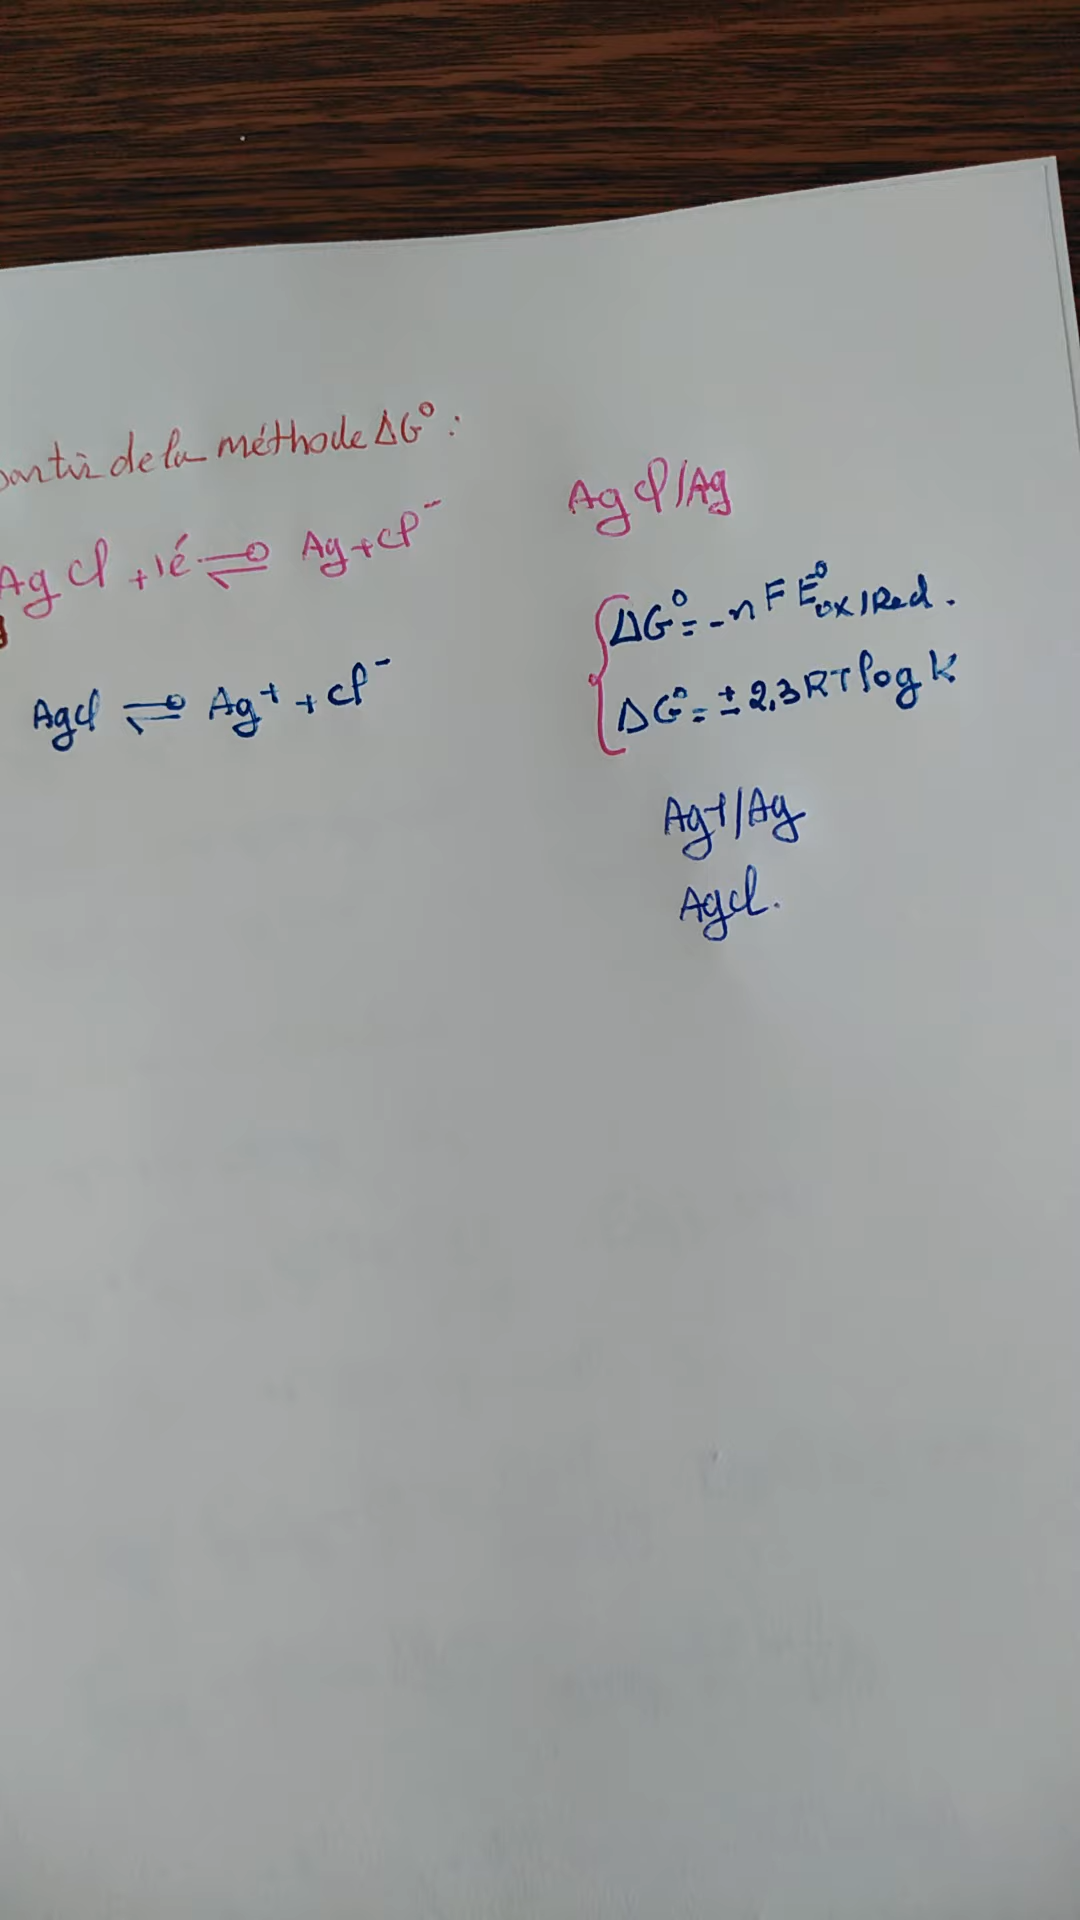 partir de la méthode ΔG° :
AgCl + 1é ⇌ Ag + Cl⁻
AgCl ⇌ Ag⁺ + Cl⁻
AgCl/Ag
ΔG° = -nFE°ox/Red.
ΔG° = ± 2,3RT log K
Ag+/Ag
AgCl.